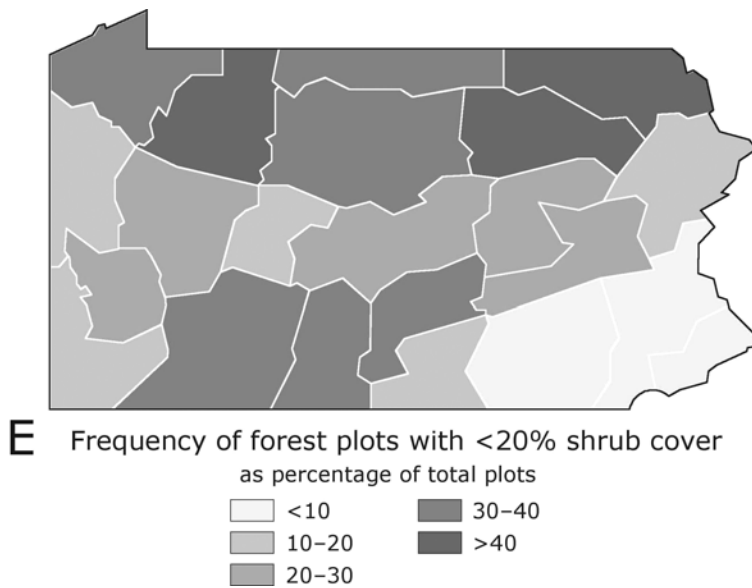 E Frequency of forest plots with <20% shrub cover
as percentage of total plots
<10 30–40
10–20 >40
20–30